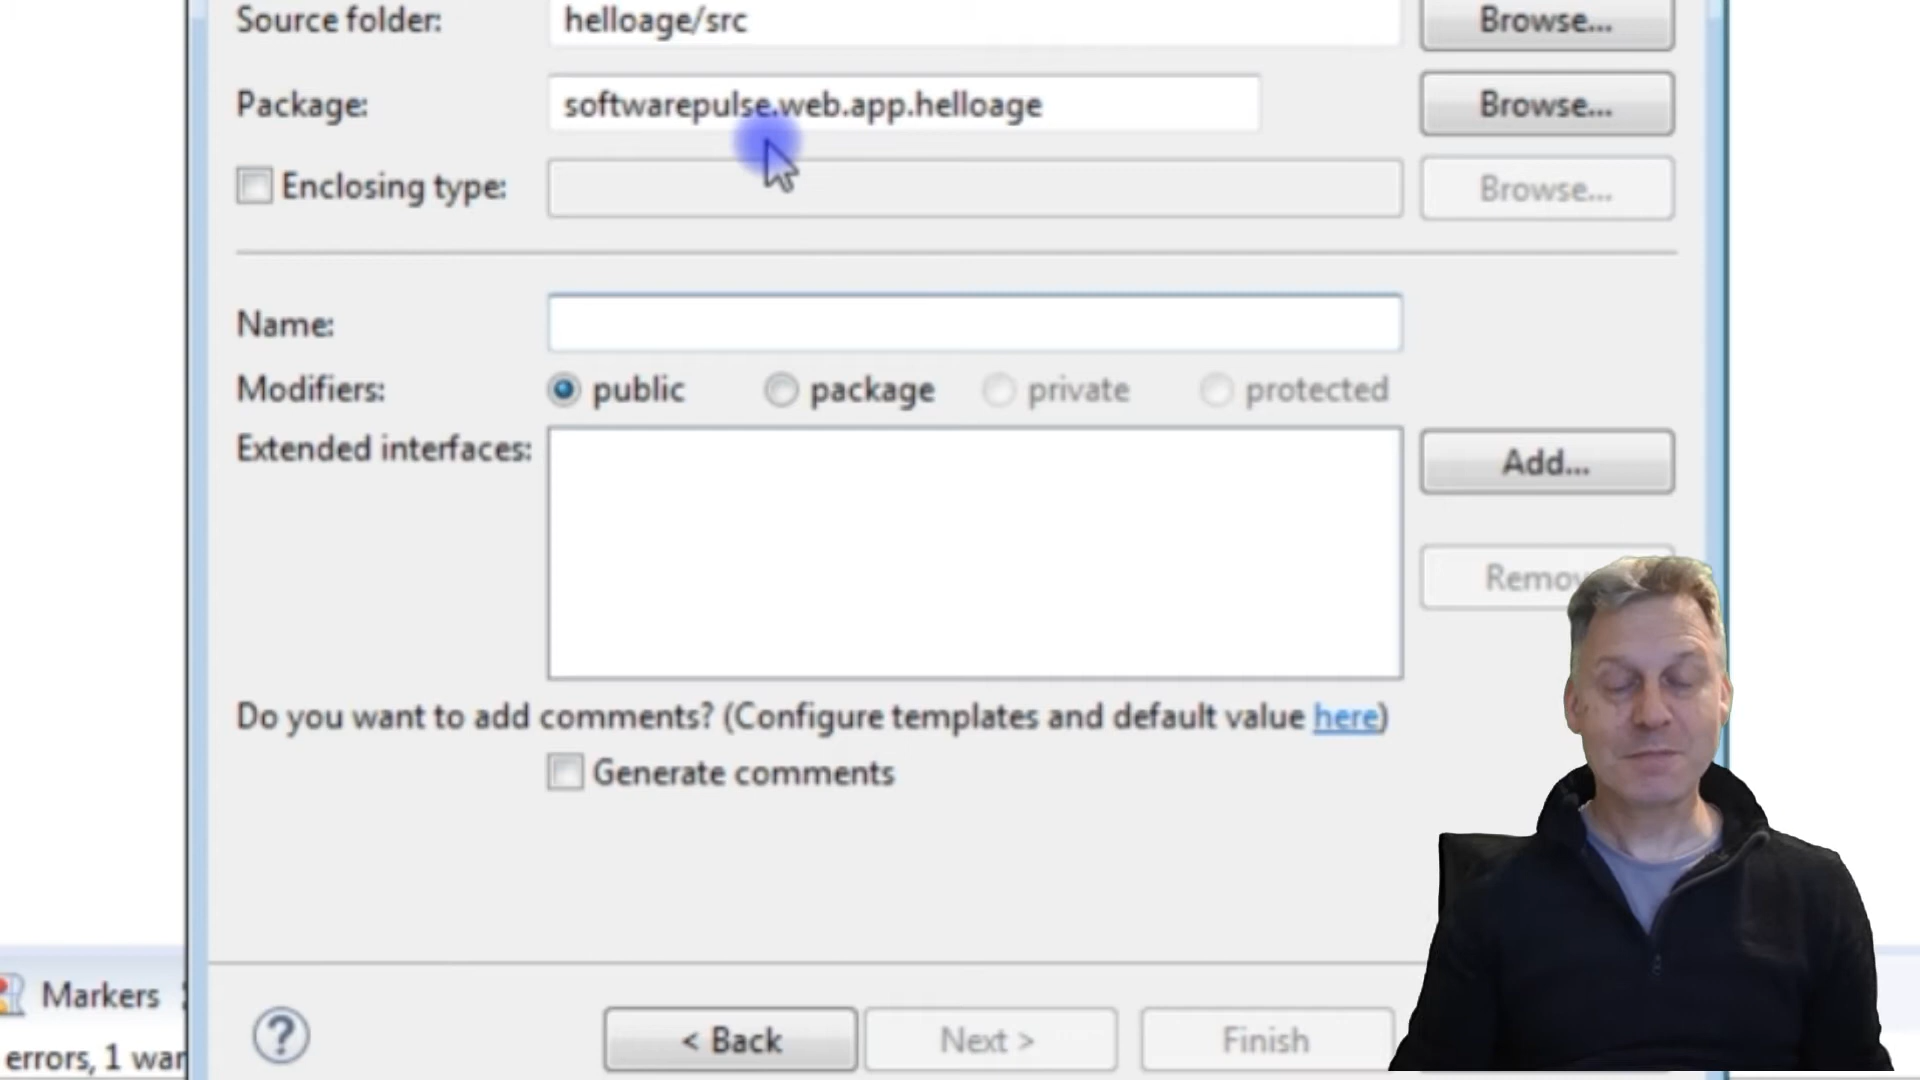 Source folder: helloage/src Browse...
Package: softwarepulse.web.app.helloage Browse...
Enclosing type: Browse...
Name:
Modifiers: public package private protected
Extended interfaces: Add...
Do you want to add comments? (Configure templates and default value here)
Generate comments
Markers
errors, 1 war
< Back Next > Finish